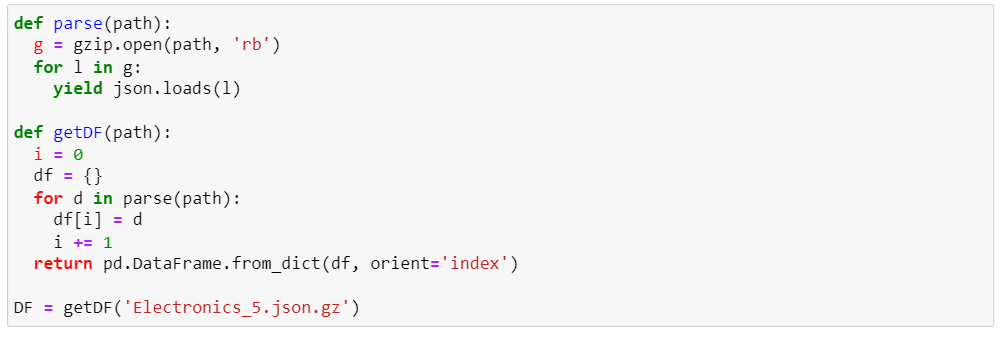 def parse(path):
  g = gzip.open(path, 'rb')
  for l in g:
    yield json.loads(l)

def getDF(path):
  i = 0
  df = {}
  for d in parse(path):
    df[i] = d
    i += 1
  return pd.DataFrame.from_dict(df, orient='index')

DF = getDF('Electronics_5.json.gz')